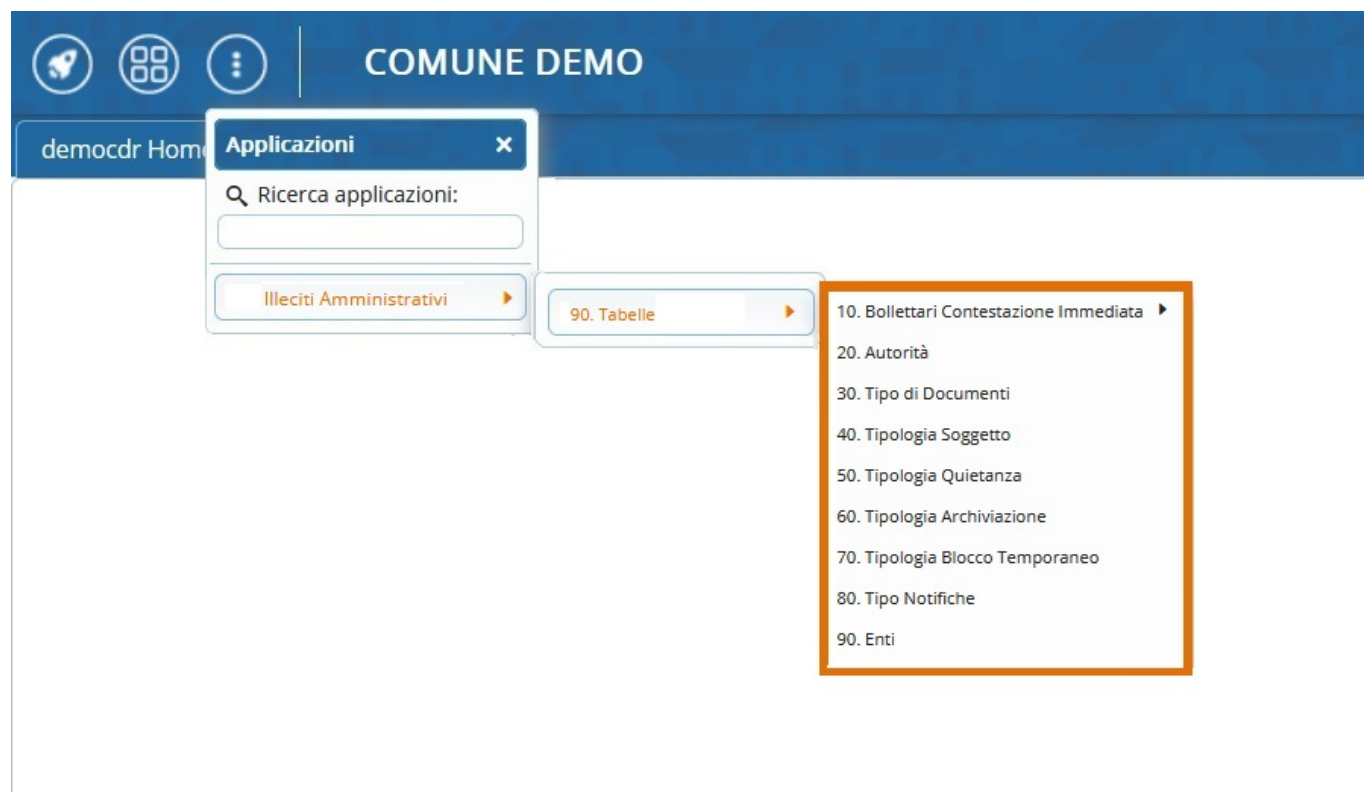 COMUNE DEMO
democdr Hom
Applicazioni
Ricerca applicazioni:
Illeciti Amministrativi
90. Tabelle
10. Bollettari Contestazione Immediata
20. Autorità
30. Tipo di Documenti
40. Tipologia Soggetto
50. Tipologia Quietanza
60. Tipologia Archiviazione
70. Tipologia Blocco Temporaneo
80. Tipo Notifiche
90. Enti